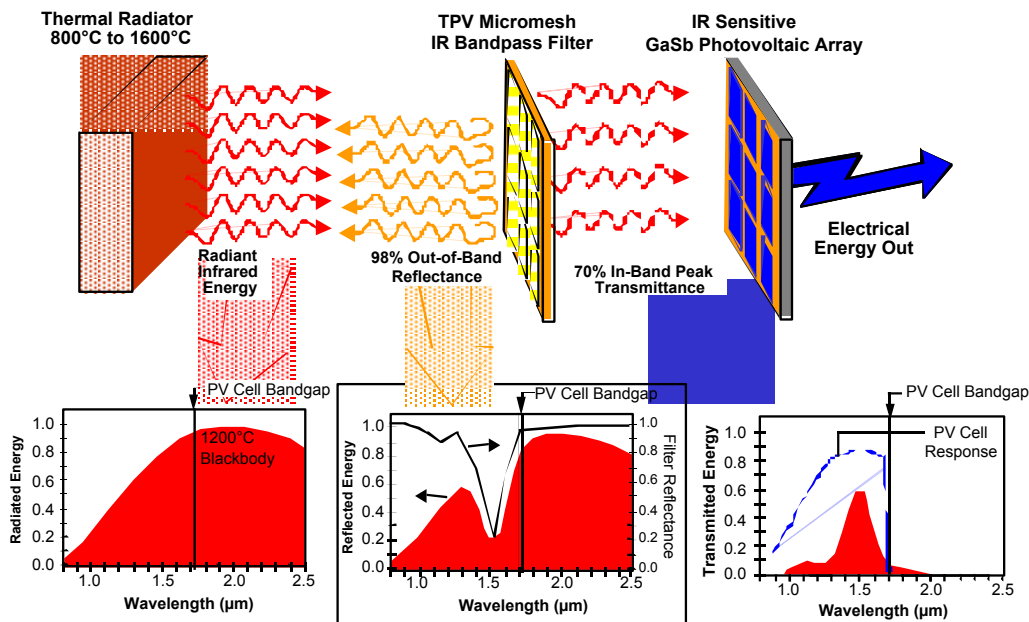 Thermal Radiator
800°C to 1600°C
TPV Micromesh
IR Bandpass Filter
IR Sensitive
GaSb Photovoltaic Array
Radiant
Infrared
Energy
98% Out-of-Band
Reflectance
70% In-Band Peak
Transmittance
Electrical
Energy Out
PV Cell Bandgap
1.0
0.8
0.6
0.4
0.2
0.0
Radiated Energy
1200°C
Blackbody
1.0
1.5
2.0
2.5
Wavelength (µm)
PV Cell Bandgap
1.0
0.8
0.6
0.4
0.2
0.0
Reflected Energy
1.0
0.8
0.6
0.4
0.2
0.0
Filter Reflectance
1.0
1.5
2.0
2.5
Wavelength (µm)
PV Cell Bandgap
PV Cell
Response
1.0
0.8
0.6
0.4
0.2
0.0
Transmitted Energy
1.0
1.5
2.0
2.5
Wavelength (µm)